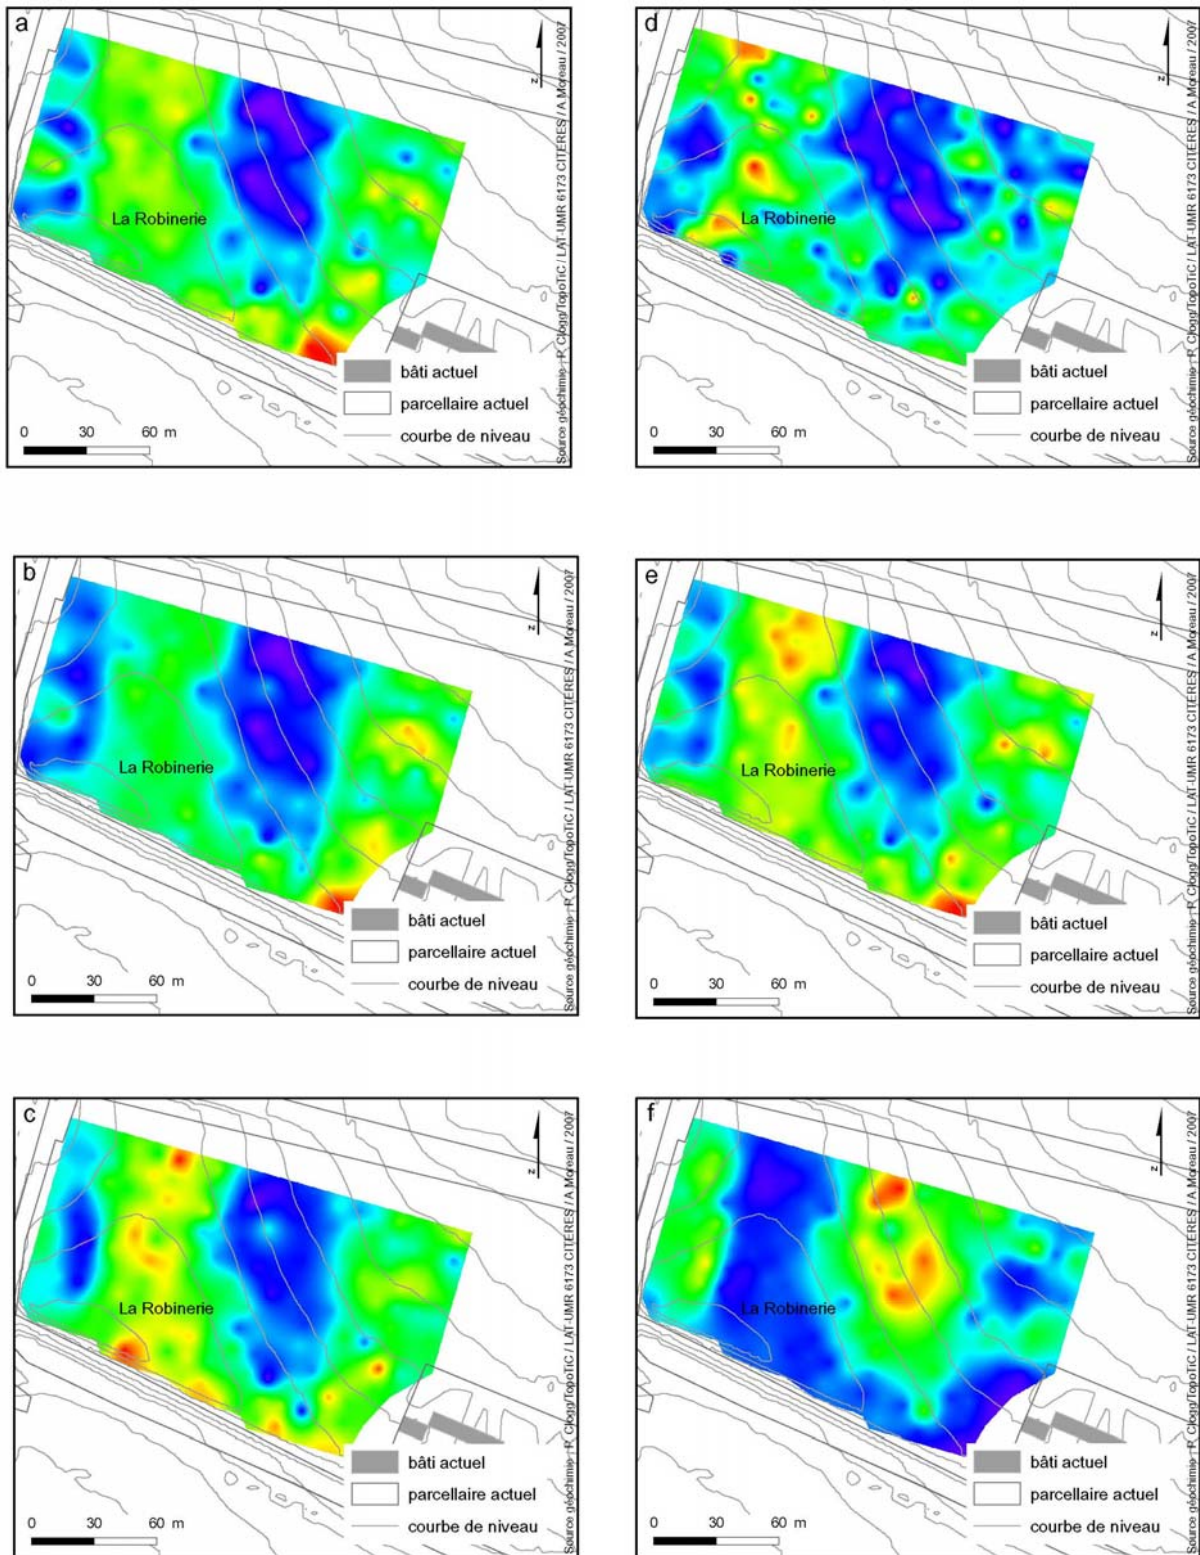 a
La Robinerie
bâti actuel
parcellaire actuel
courbe de niveau
0 30 60 m
N
Source géochimie : P. Clogg/TopoTiC / LAT-UMR 6173 CITERES / A Moreau / 2007
d
La Robinerie
bâti actuel
parcellaire actuel
courbe de niveau
0 30 60 m
N
Source géochimie : P. Clogg/TopoTiC / LAT-UMR 6173 CITERES / A Moreau / 2007
b
La Robinerie
bâti actuel
parcellaire actuel
courbe de niveau
0 30 60 m
N
Source géochimie : P. Clogg/TopoTiC / LAT-UMR 6173 CITERES / A Moreau / 2007
e
La Robinerie
bâti actuel
parcellaire actuel
courbe de niveau
0 30 60 m
N
Source géochimie : P. Clogg/TopoTiC / LAT-UMR 6173 CITERES / A Moreau / 2007
c
La Robinerie
bâti actuel
parcellaire actuel
courbe de niveau
0 30 60 m
N
Source géochimie : P. Clogg/TopoTiC / LAT-UMR 6173 CITERES / A Moreau / 2007
f
La Robinerie
bâti actuel
parcellaire actuel
courbe de niveau
0 30 60 m
N
Source géochimie : P. Clogg/TopoTiC / LAT-UMR 6173 CITERES / A Moreau / 2007